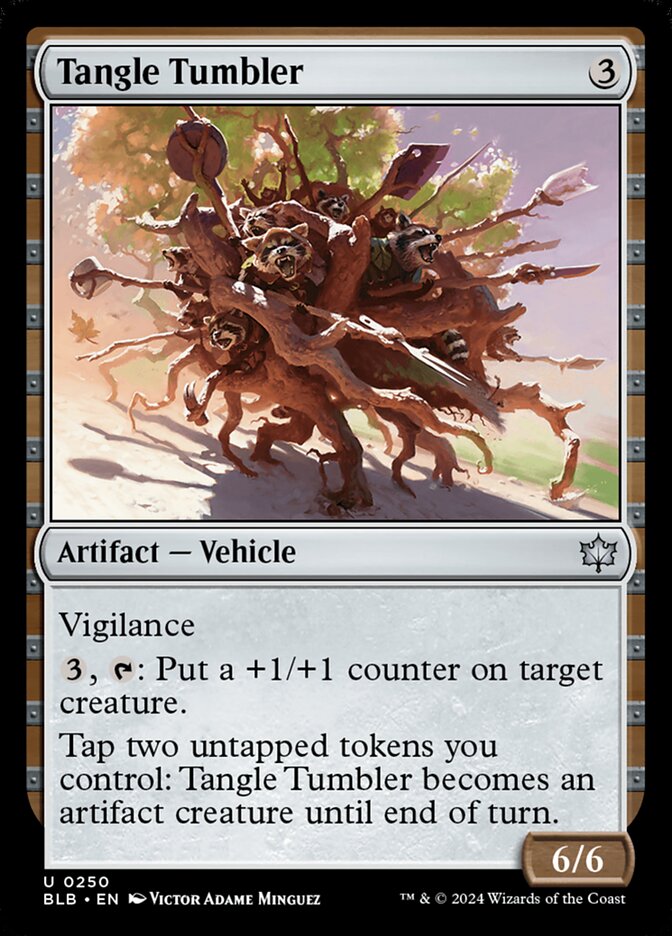 Tangle Tumbler 3
Artifact — Vehicle
Vigilance
3, : Put a +1/+1 counter on target
creature.
Tap two untapped tokens you
control: Tangle Tumbler becomes an
artifact creature until end of turn.
6/6
U 0250
BLB • EN Victor Adame Minguez
™ & © 2024 Wizards of the Coast